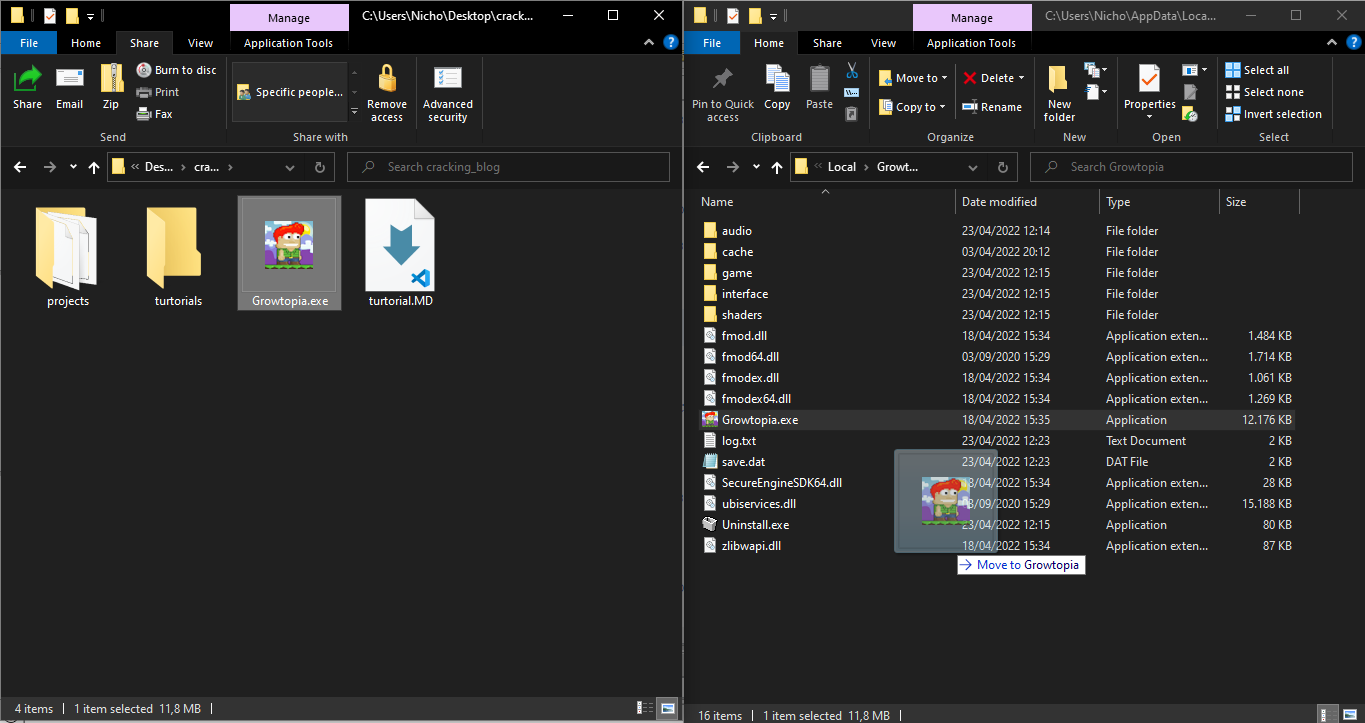 Manage
C:\Users\Nicho\Desktop\crack...
File Home Share View Application Tools
Share
Email
Zip
Burn to disc
Print
Fax
Send
Specific people...
Share with
Remove access
Advanced security
Des... cra...
Search cracking_blog
projects
turtorials
Growtopia.exe
turtorial.MD
4 items 1 item selected 11,8 MB
Manage
C:\Users\Nicho\AppData\Loca...
File Home Share View Application Tools
Pin to Quick access
Copy
Paste
Clipboard
Move to
Copy to
Delete
Rename
Organize
New folder
New
Properties
Open
Select all
Select none
Invert selection
Select
Local Growt...
Search Growtopia
Name Date modified Type Size
audio 23/04/2022 12:14 File folder
cache 03/04/2022 20:12 File folder
game 23/04/2022 12:15 File folder
interface 23/04/2022 12:15 File folder
shaders 23/04/2022 12:15 File folder
fmod.dll 18/04/2022 15:34 Application exten... 1.484 KB
fmod64.dll 03/09/2020 15:29 Application exten... 1.714 KB
fmodex.dll 18/04/2022 15:34 Application exten... 1.061 KB
fmodex64.dll 18/04/2022 15:34 Application exten... 1.269 KB
Growtopia.exe 18/04/2022 15:35 Application 12.176 KB
log.txt 23/04/2022 12:23 Text Document 2 KB
save.dat 23/04/2022 12:23 DAT File 2 KB
SecureEngineSDK64.dll 18/04/2022 15:34 Application exten... 28 KB
ubiservices.dll 03/09/2020 15:29 Application exten... 15.188 KB
Uninstall.exe 23/04/2022 12:15 Application 80 KB
zlibwapi.dll 18/04/2022 15:34 Application exten... 87 KB
Move to Growtopia
16 items 1 item selected 11,8 MB